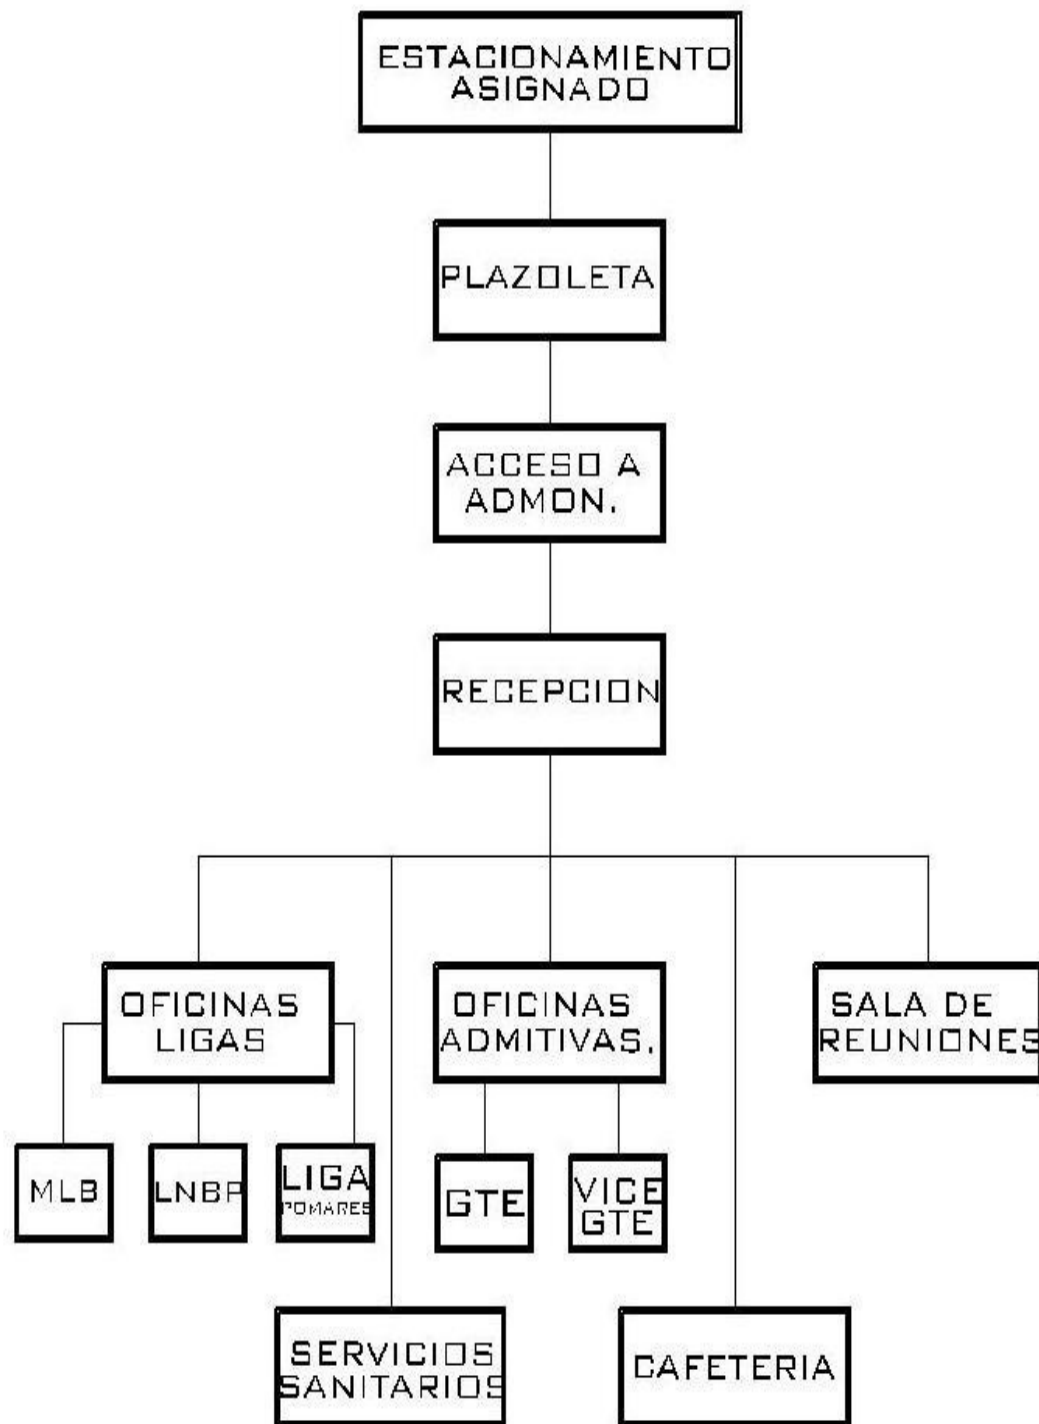 ESTACIONAMIENTO
ASIGNADO
PLAZOLETA
ACCESO A
ADMON.
RECEPCION
OFICINAS
LIGAS
OFICINAS
ADMITIVAS.
SALA DE
REUNIONES
MLB
LNBP
LIGA
POMARES
GTE
VICE
GTE
SERVICIOS
SANITARIOS
CAFETERIA